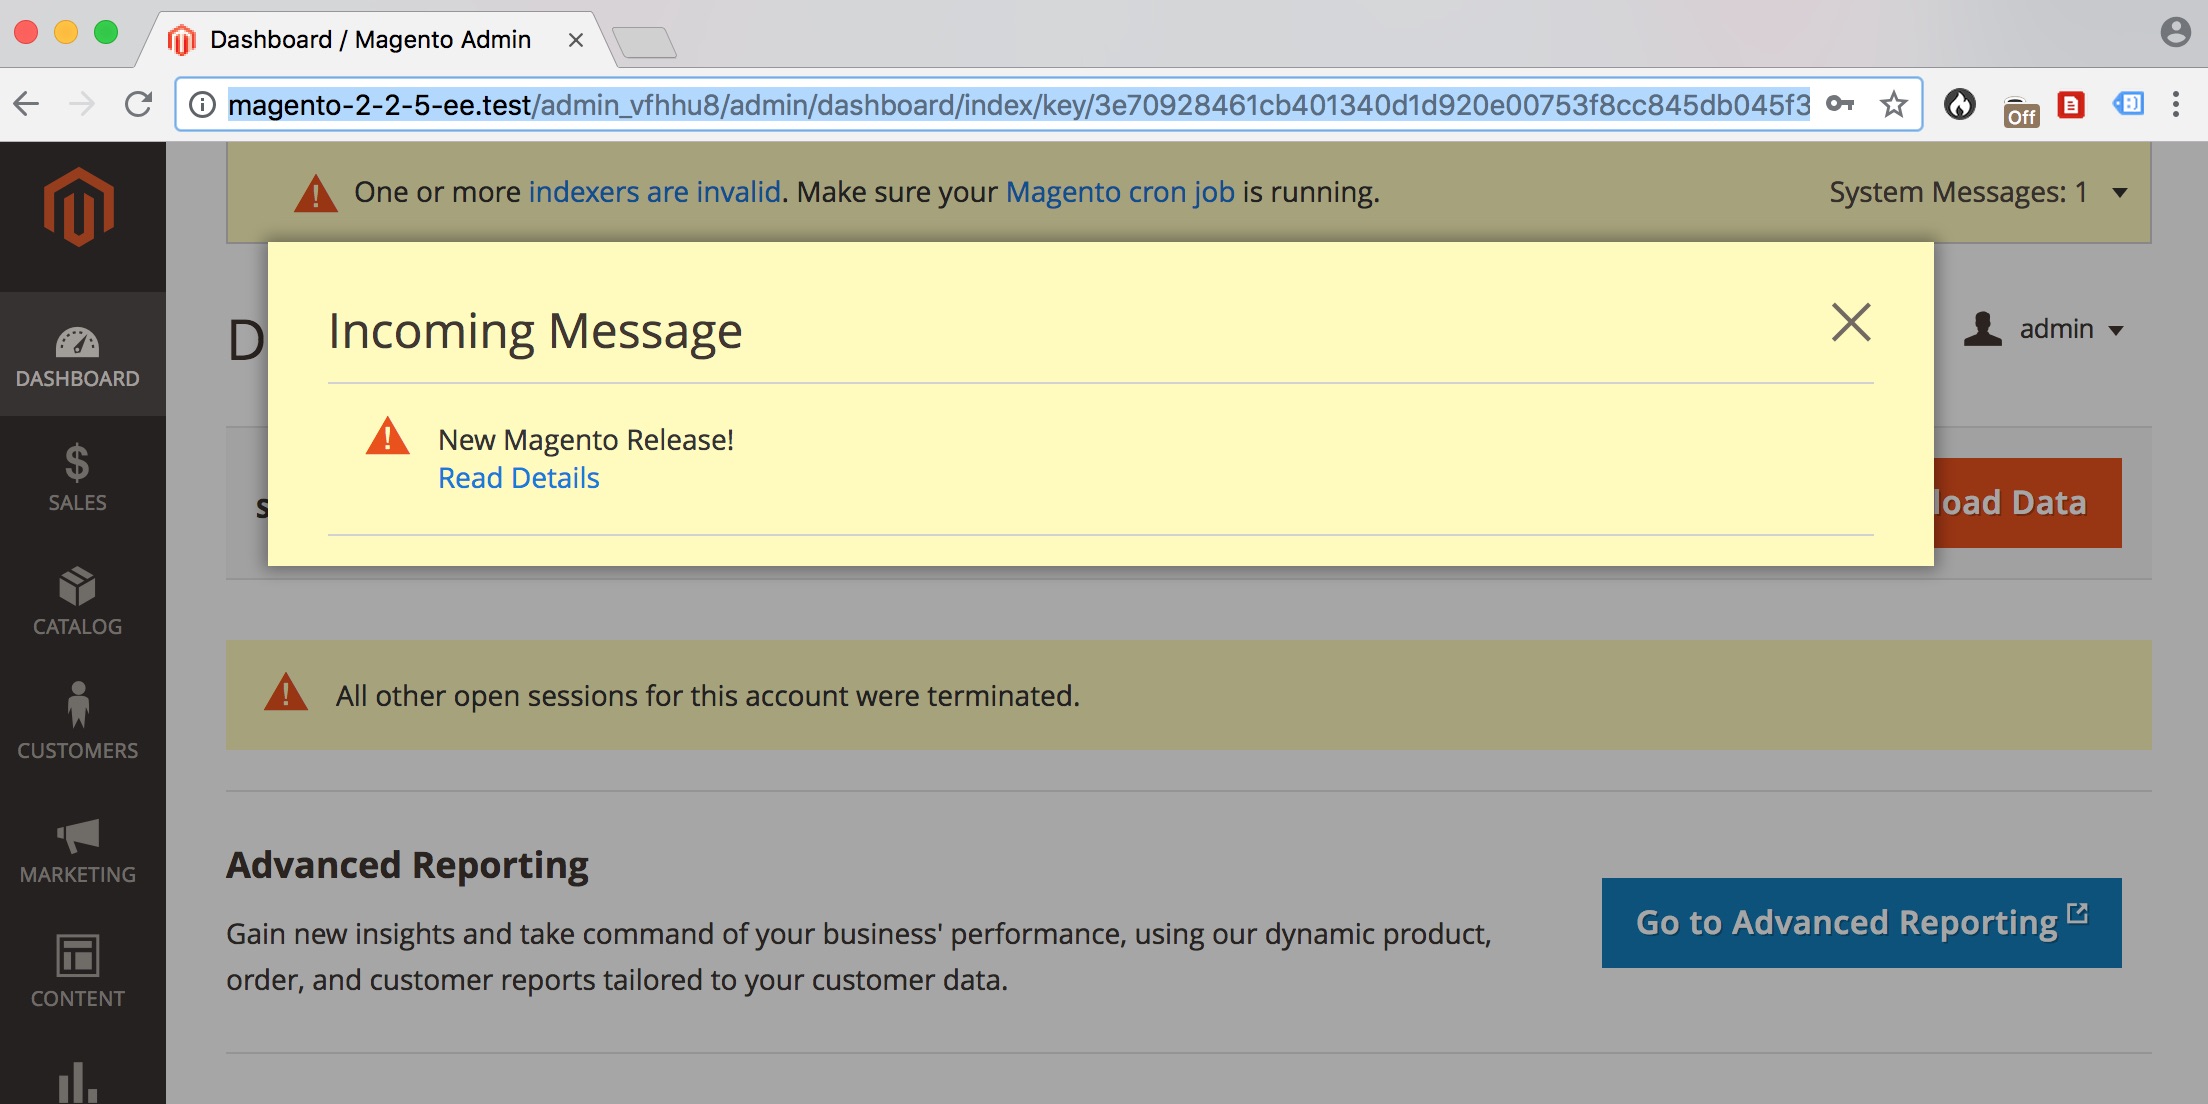 Dashboard / Magento Admin
magento-2-2-5-ee.test/admin_vfhhu8/admin/dashboard/index/key/3e70928461cb401340d1d920e00753f8cc845db045f3
Off
One or more indexers are invalid. Make sure your Magento cron job is running.
System Messages: 1
Incoming Message
admin
New Magento Release!
Read Details
load Data
All other open sessions for this account were terminated.
Advanced Reporting
Gain new insights and take command of your business' performance, using our dynamic product,
order, and customer reports tailored to your customer data.
Go to Advanced Reporting
DASHBOARD
SALES
CATALOG
CUSTOMERS
MARKETING
CONTENT